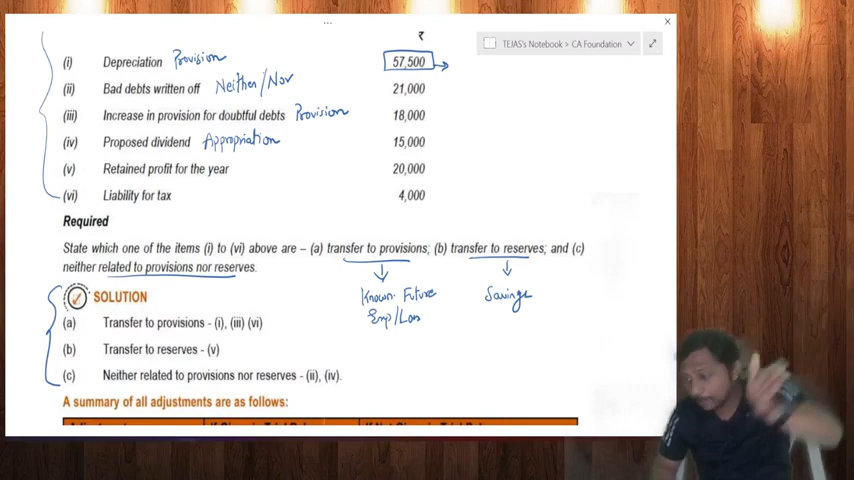 ₹
TEJAS's Notebook > CA Foundation
(i) Depreciation Provision 57,500
(ii) Bad debts written off Neither/Nor 21,000
(iii) Increase in provision for doubtful debts Provision 18,000
(iv) Proposed dividend Appropriation 15,000
(v) Retained profit for the year 20,000
(vi) Liability for tax 4,000
Required
State which one of the items (i) to (vi) above are – (a) transfer to provisions; (b) transfer to reserves; and (c)
neither related to provisions nor reserves.
Known Future
Exp/Loss
Savings
SOLUTION
(a) Transfer to provisions - (i), (iii) (vi)
(b) Transfer to reserves - (v)
(c) Neither related to provisions nor reserves - (ii), (iv).
A summary of all adjustments are as follows: